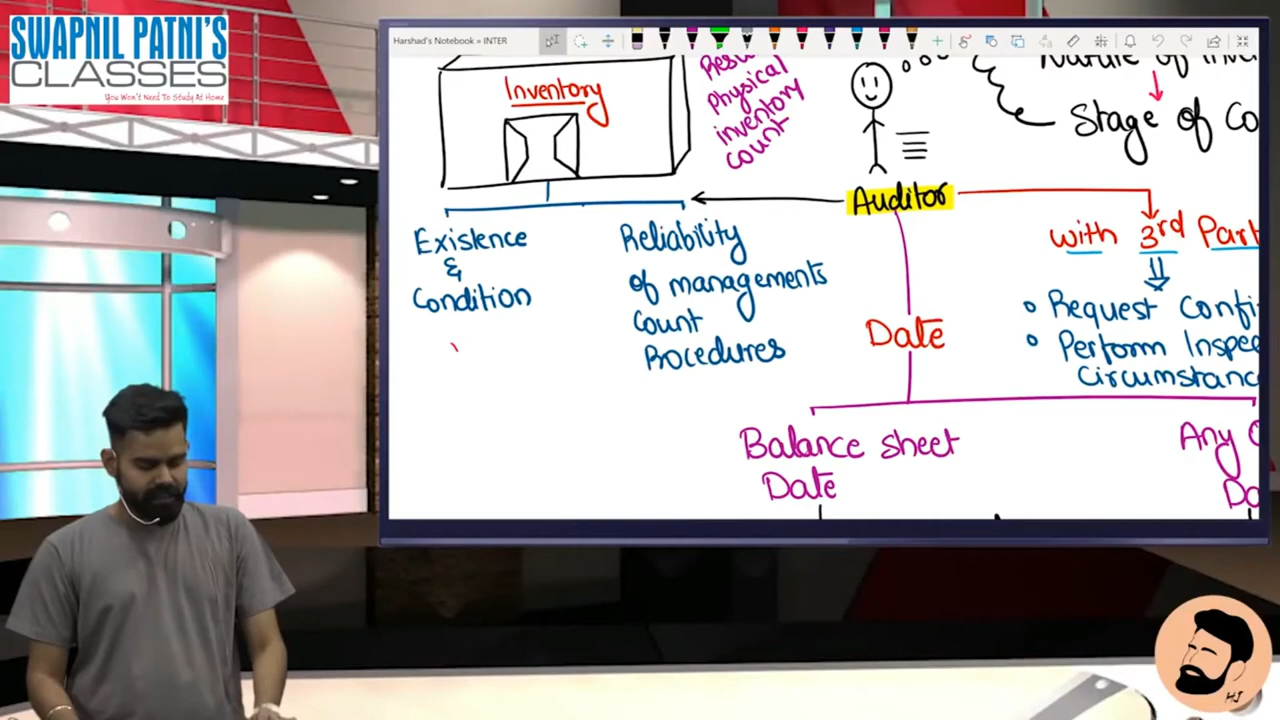 SWAPNIL PATNI'S
CLASSES
You Won't Need To Study At Home
Harshad's Notebook » INTER
Inventory
Physical
inventory
count
Stage of Co
Auditor
Existence
&
Condition
Reliability
of managements
Count
Procedures
with 3rd Part
Request Confi
Perform Inspec
Circumstanc
Date
Balance sheet
Date
Any
HJ